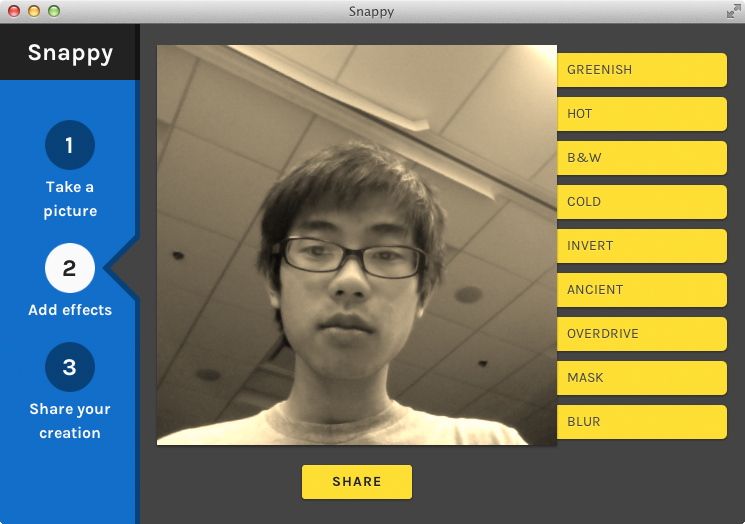 Snappy
Snappy
1
Take a
picture
2
Add effects
3
Share your
creation
GREENISH
HOT
B&W
COLD
INVERT
ANCIENT
OVERDRIVE
MASK
BLUR
SHARE